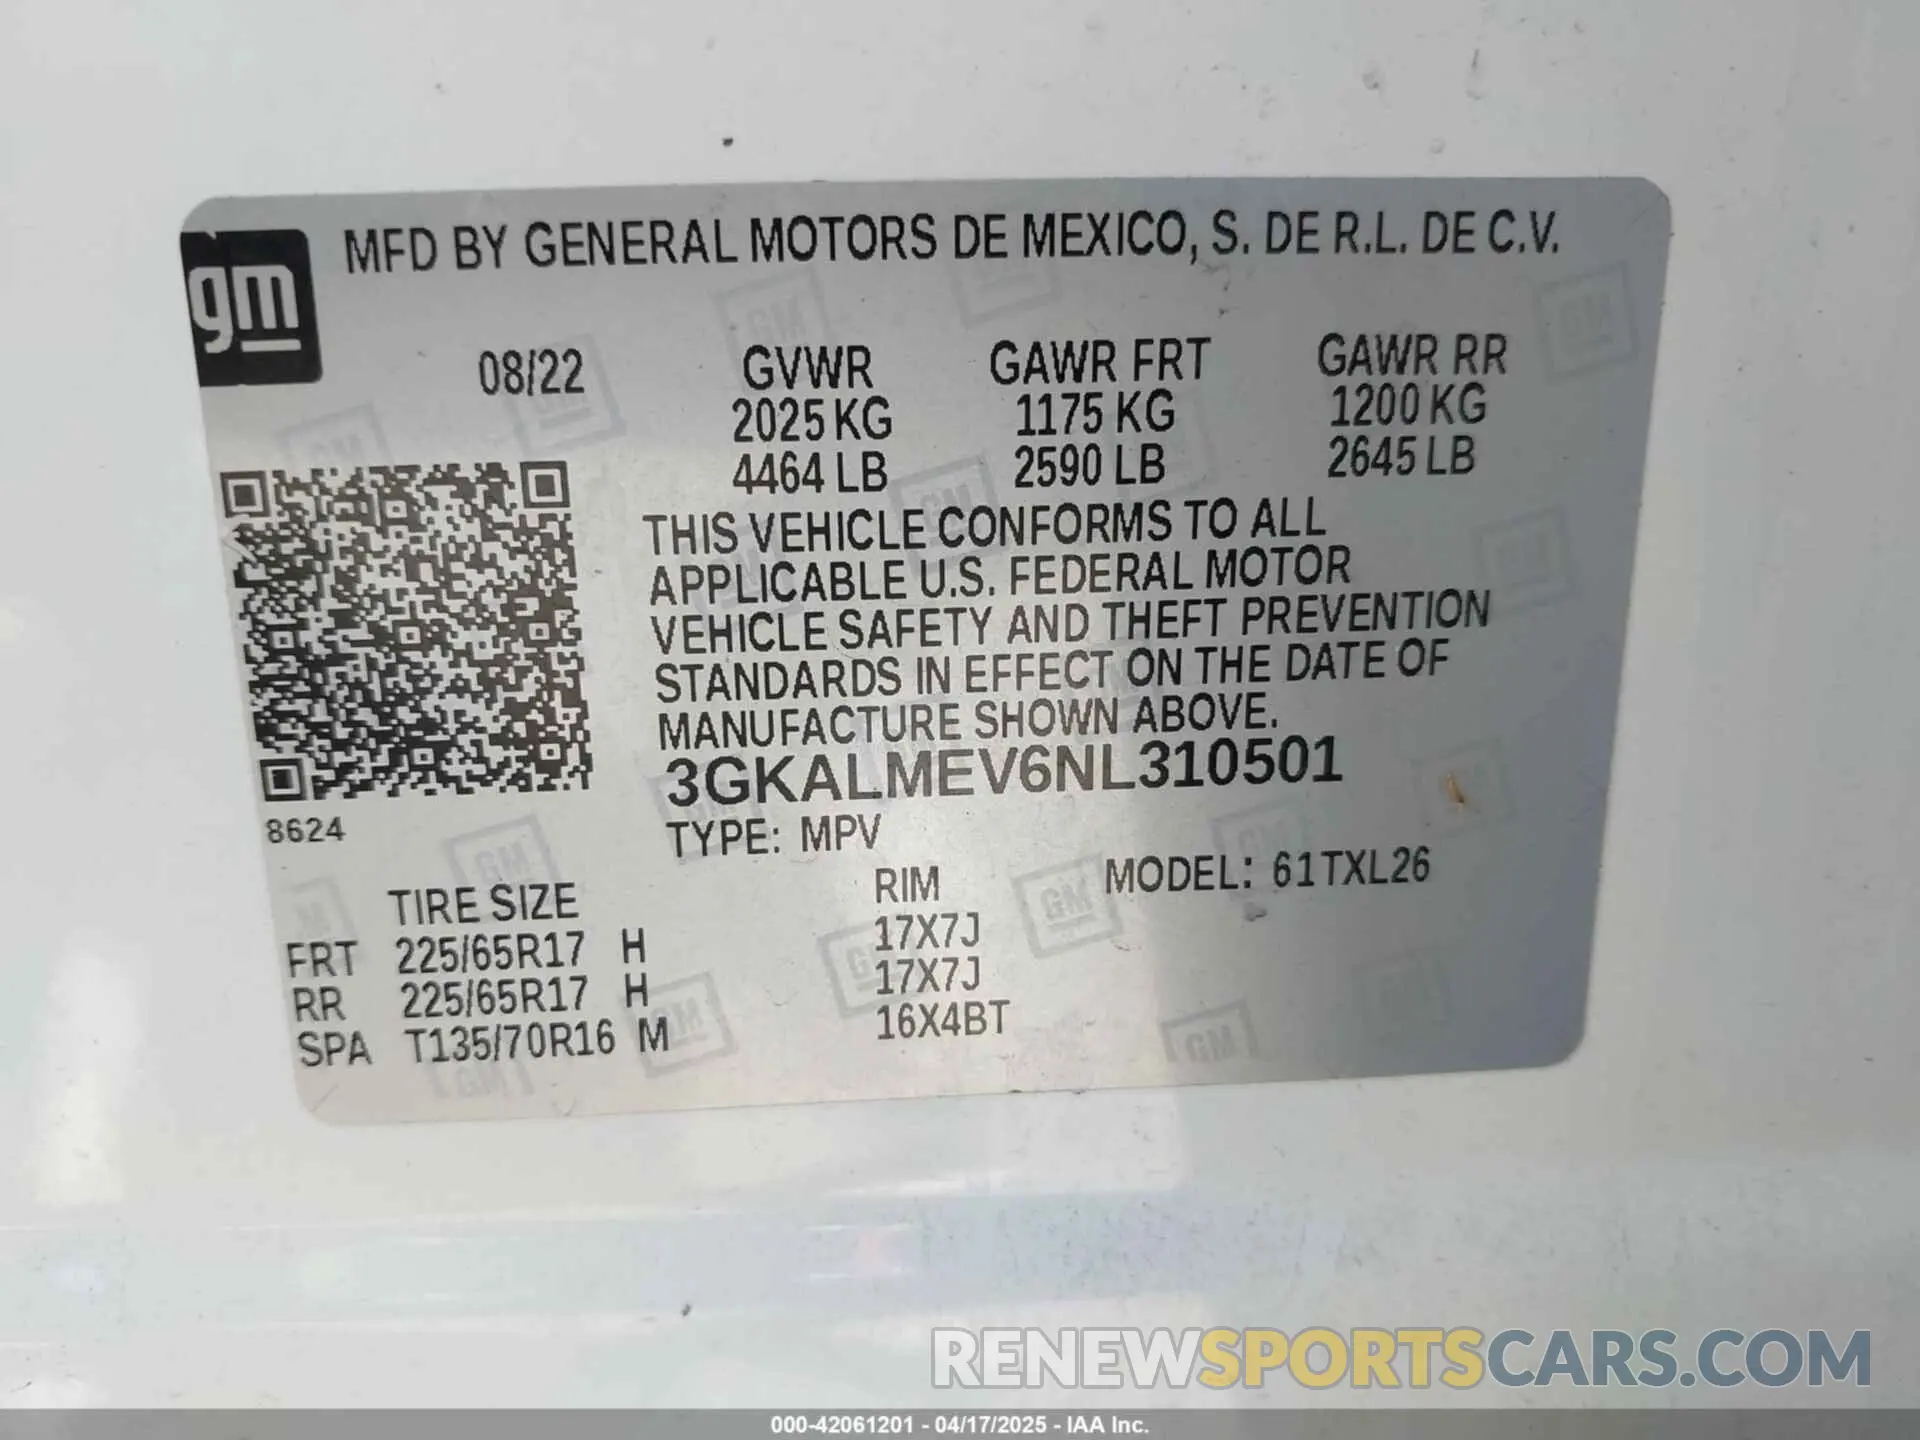 gm
MFD BY GENERAL MOTORS DE MEXICO, S. DE R.L. DE C.V.
08/22 GVWR GAWR FRT GAWR RR
2025 KG 1175 KG 1200 KG
4464 LB 2590 LB 2645 LB
THIS VEHICLE CONFORMS TO ALL
APPLICABLE U.S. FEDERAL MOTOR
VEHICLE SAFETY AND THEFT PREVENTION
STANDARDS IN EFFECT ON THE DATE OF
MANUFACTURE SHOWN ABOVE.
3GKALMEV6NL310501
8624
TYPE: MPV
MODEL: 61TXL26
TIRE SIZE RIM
FRT 225/65R17 H 17X7J
RR 225/65R17 H 17X7J
SPA T135/70R16 M 16X4BT
RENEWSPORTSCARS.COM
000-42061201 - 04/17/2025 - IAA Inc.